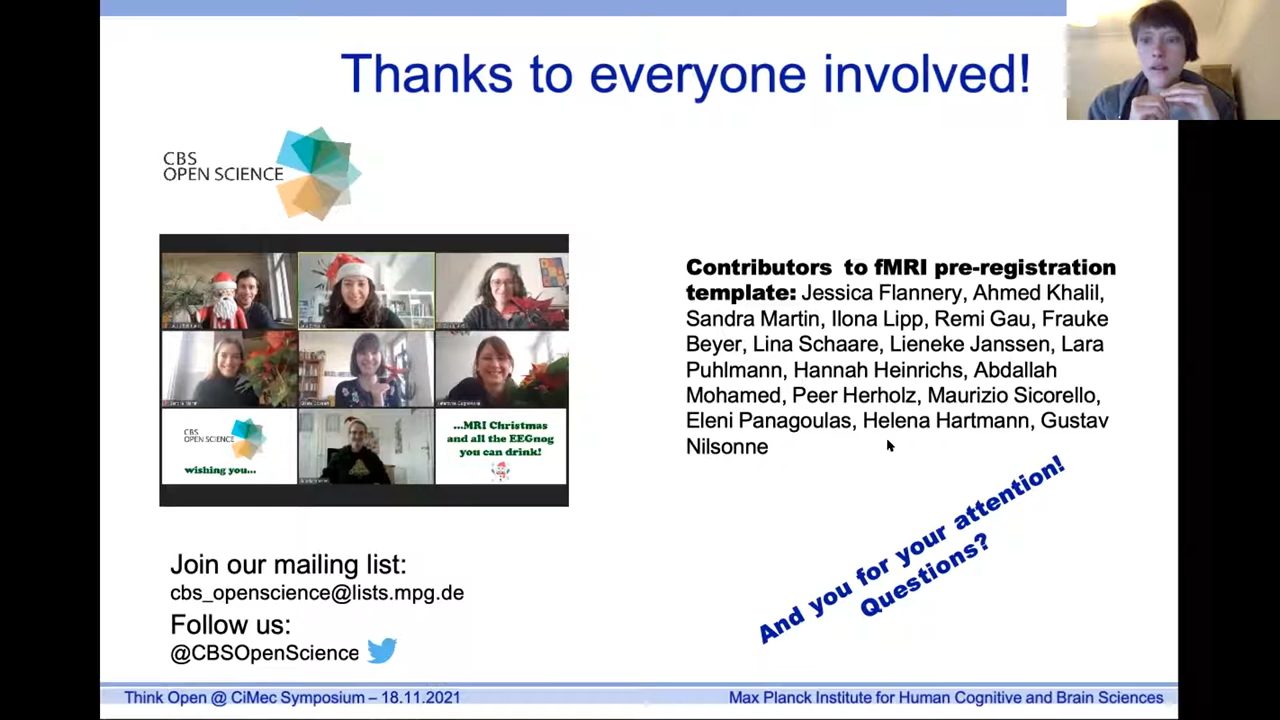 Thanks to everyone involved!
CBS
OPEN SCIENCE
CBS
OPEN SCIENCE
wishing you...
...MRI Christmas
and all the EEGnog
you can drink!
Contributors to fMRI pre-registration
template: Jessica Flannery, Ahmed Khalil,
Sandra Martin, Ilona Lipp, Remi Gau, Frauke
Beyer, Lina Schaare, Lieneke Janssen, Lara
Puhlmann, Hannah Heinrichs, Abdallah
Mohamed, Peer Herholz, Maurizio Sicorello,
Eleni Panagoulas, Helena Hartmann, Gustav
Nilsonne
And you for your attention!
Questions?
Join our mailing list:
cbs_openscience@lists.mpg.de
Follow us:
@CBSOpenScience
Think Open @ CiMec Symposium – 18.11.2021
Max Planck Institute for Human Cognitive and Brain Sciences